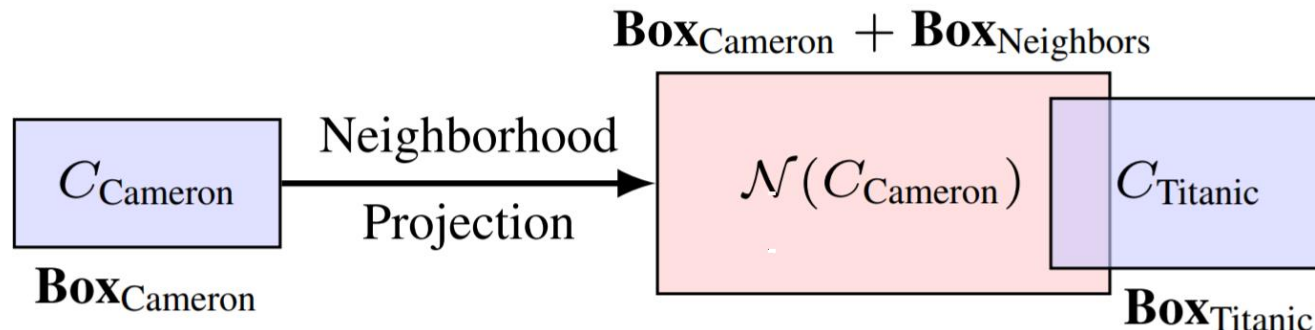 Box_Cameron + Box_Neighbors
C_Cameron
Neighborhood
Projection
𝒩(C_Cameron)
C_Titanic
Box_Cameron
Box_Titanic